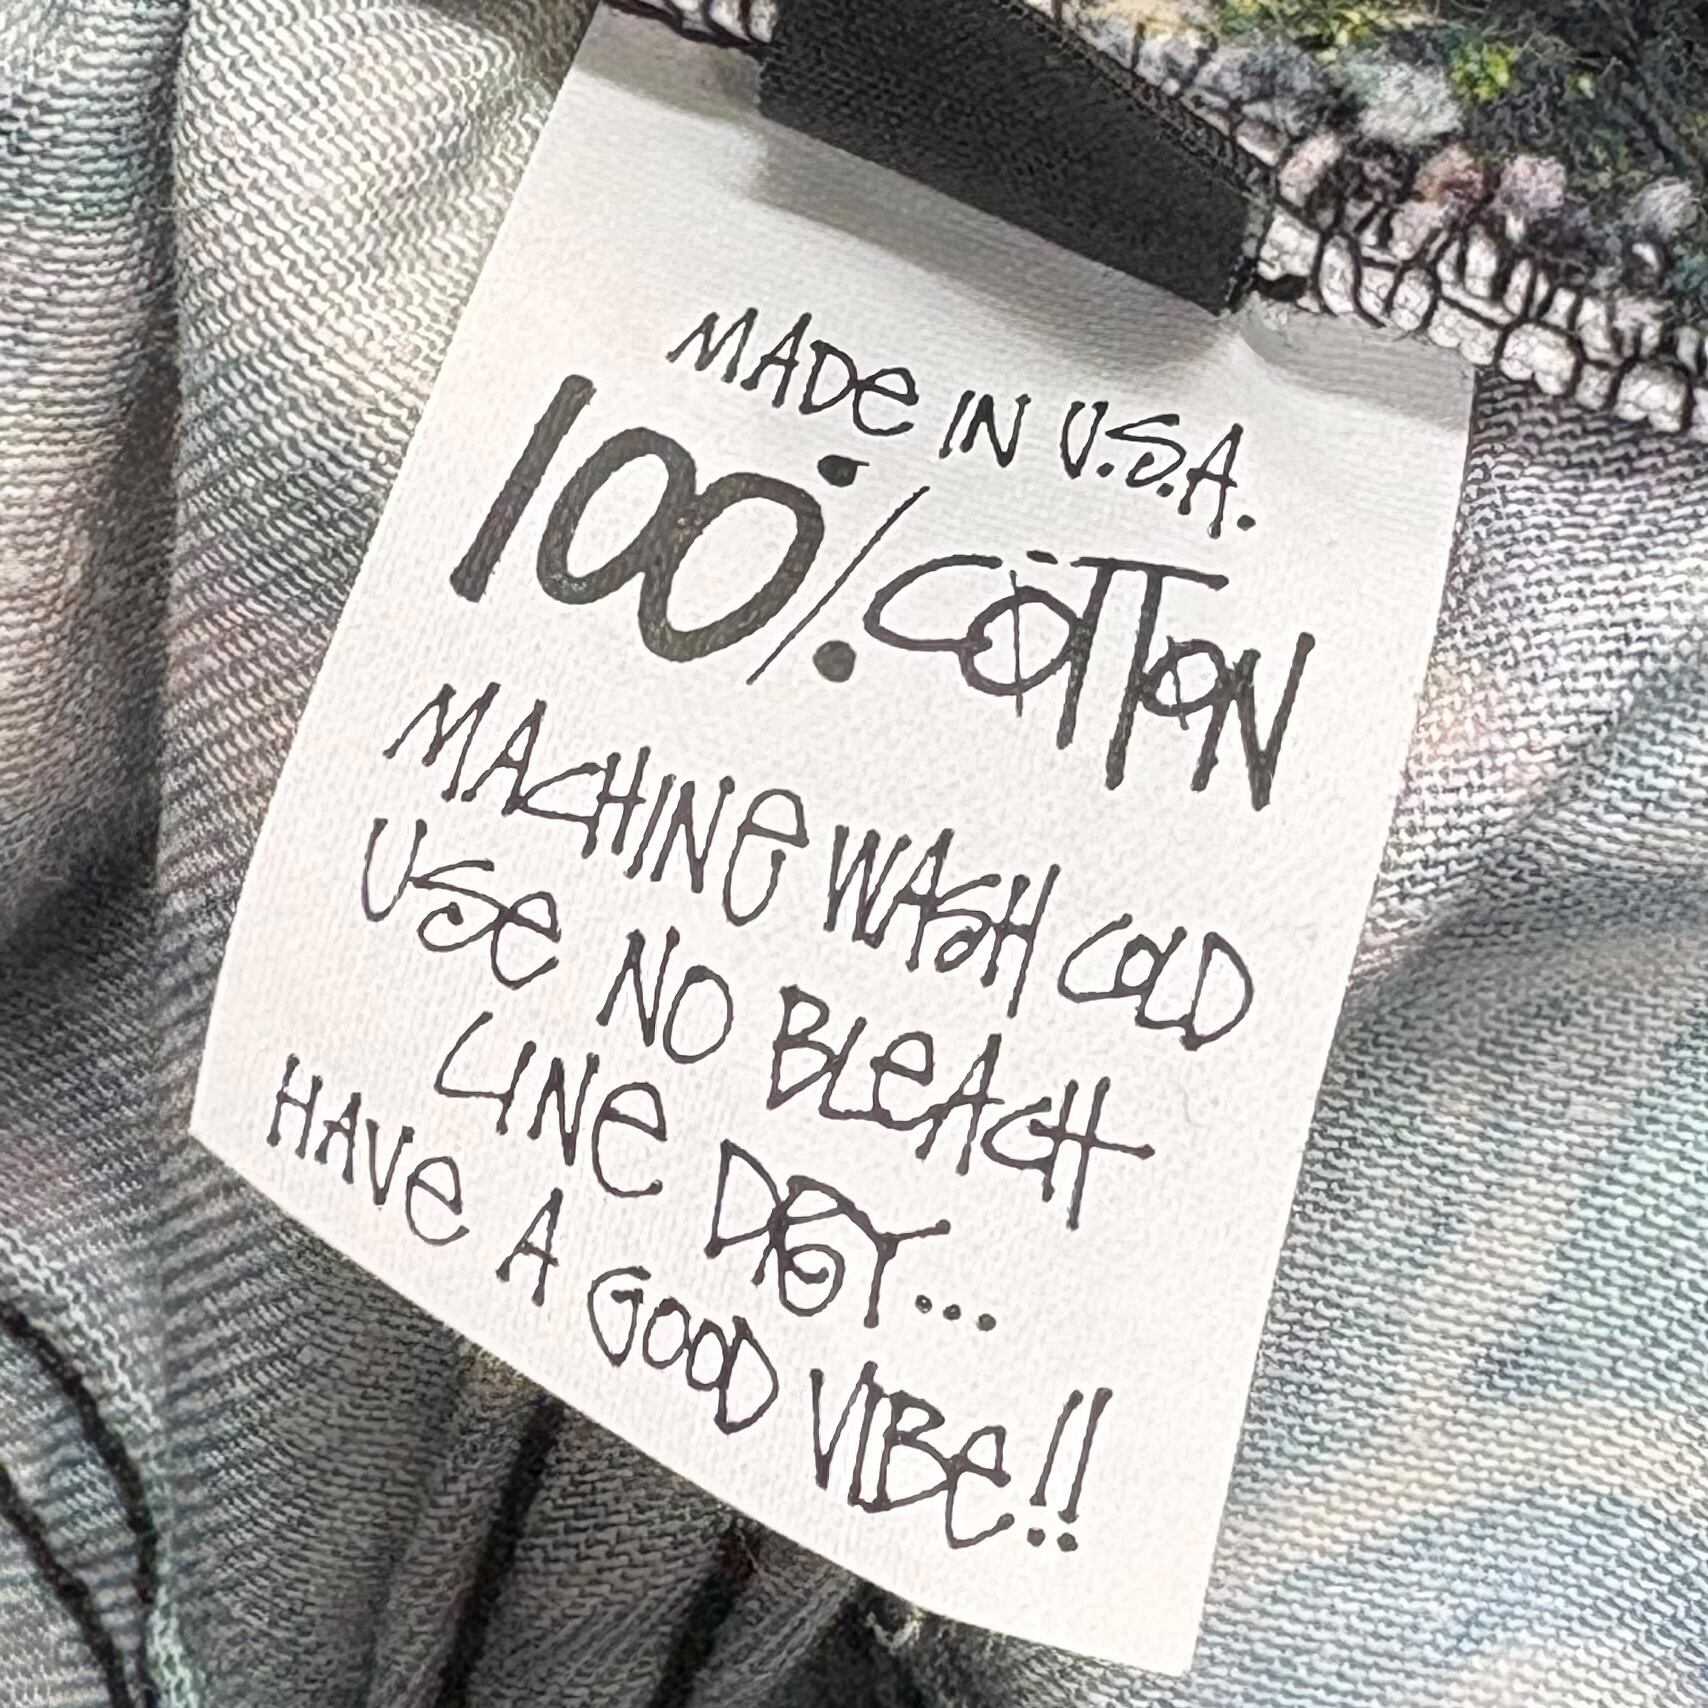 MADe IN U.S.A.
100% COTTON
MACHINe WASH COLD
USe NO BLeACH
LINe DRY...
HAVe A GOOD VIBe!!